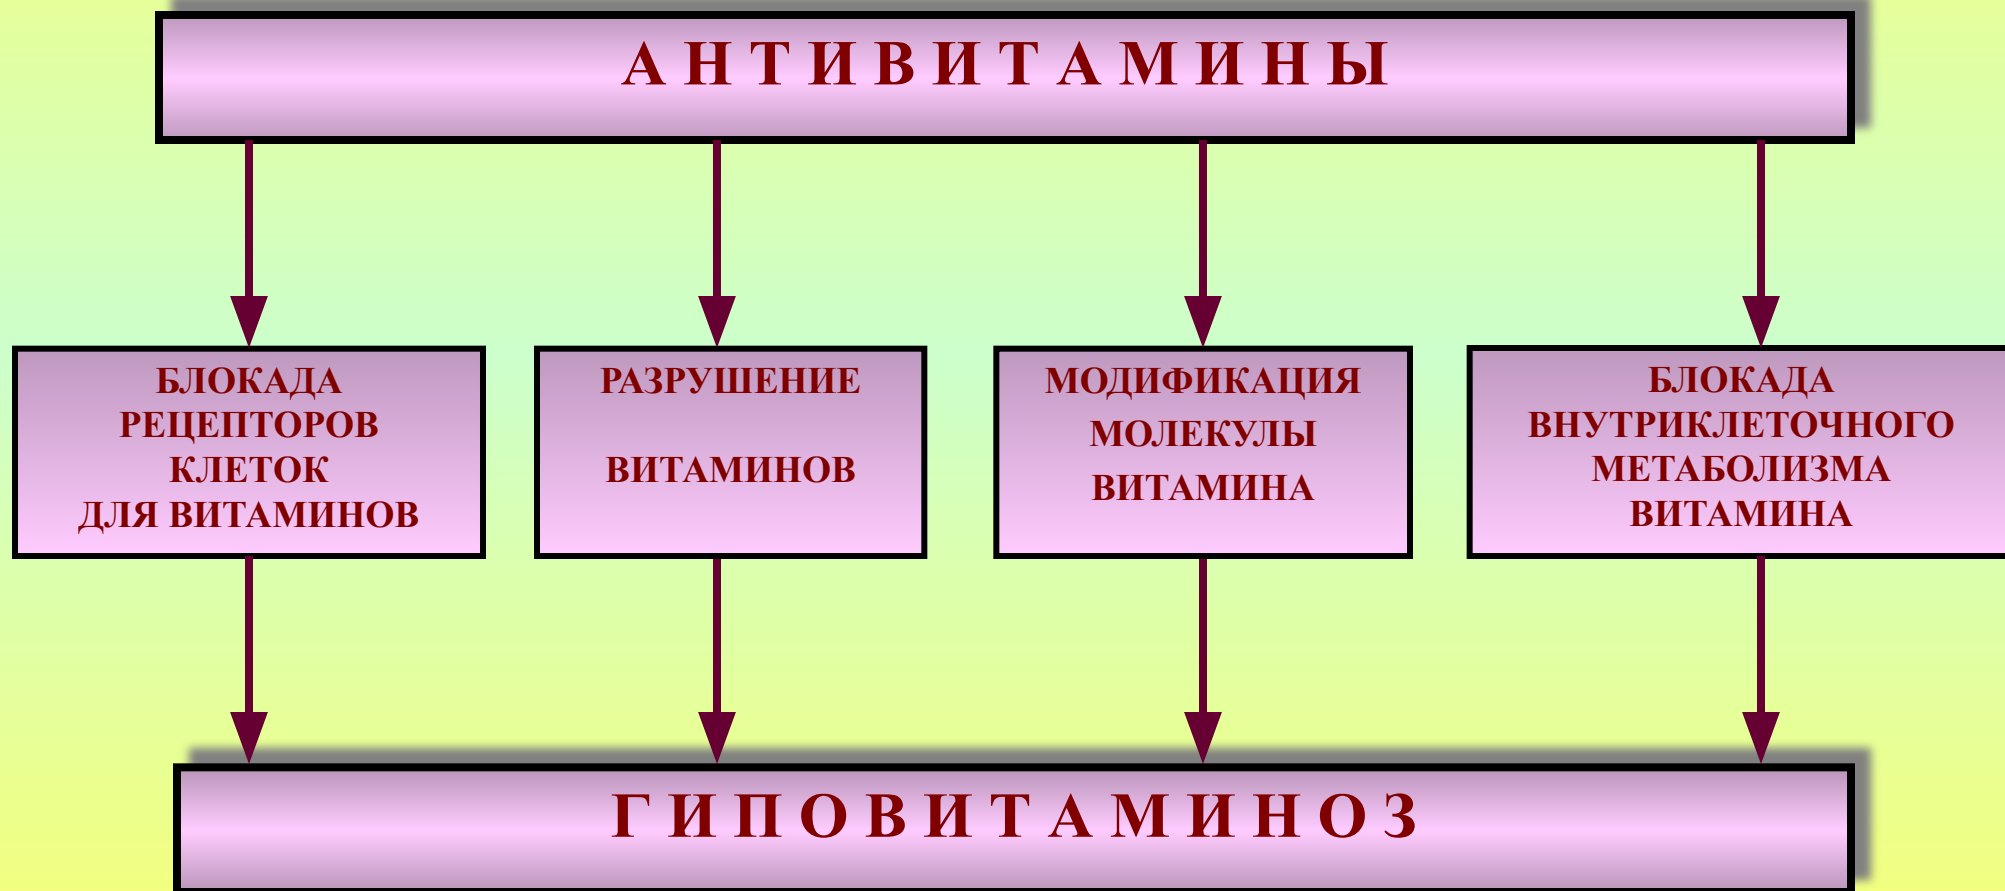 А Н Т И В И Т А М И Н Ы
БЛОКАДА
РЕЦЕПТОРОВ
КЛЕТОК
ДЛЯ ВИТАМИНОВ
РАЗРУШЕНИЕ
ВИТАМИНОВ
МОДИФИКАЦИЯ
МОЛЕКУЛЫ
ВИТАМИНА
БЛОКАДА
ВНУТРИКЛЕТОЧНОГО
МЕТАБОЛИЗМА
ВИТАМИНА
Г И П О В И Т А М И Н О З